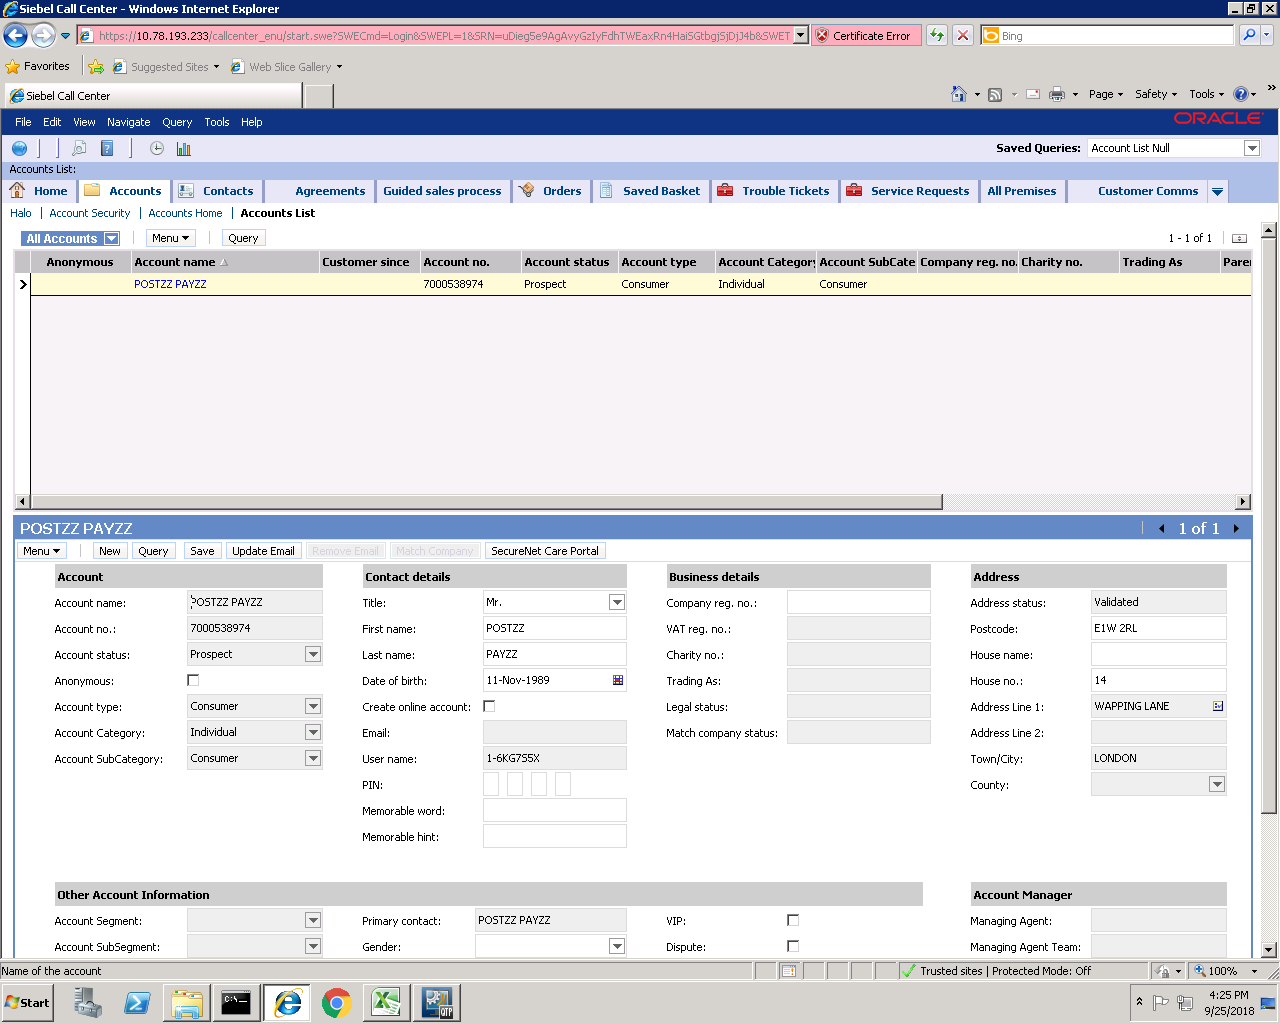 Siebel Call Center - Windows Internet Explorer
https://10.78.193.233/callcenter_enu/start.swe?SWECmd=Login&SWEPL=1&SRN= Certificate Error Bing
Favorites Suggested Sites Web Slice Gallery
Siebel Call Center Page Safety Tools
File Edit View Navigate Query Tools Help ORACLE
Saved Queries: Account List Null
Accounts List:
Home Accounts Contacts Agreements Guided sales process Orders Saved Basket Trouble Tickets Service Requests All Premises Customer Comms
Halo Account Security Accounts Home Accounts List
All Accounts Menu Query 1 - 1 of 1
Anonymous Account name Customer since Account no. Account status Account type Account Category Account SubCate Company reg. no. Charity no. Trading As Parer
POSTZZ PAYZZ 7000538974 Prospect Consumer Individual Consumer
POSTZZ PAYZZ 1 of 1
Menu New Query Save Update Email Remove Email Match Company SecureNet Care Portal
Account Contact details Business details Address
Account name: POSTZZ PAYZZ Title: Mr. Company reg. no.: Address status: Validated
Account no.: 7000538974 First name: POSTZZ VAT reg. no.: Postcode: E1W 2RL
Account status: Prospect Last name: PAYZZ Charity no.: House name:
Anonymous: Date of birth: 11-Nov-1989 Trading As: House no.: 14
Account type: Consumer Create online account: Legal status: Address Line 1: WAPPING LANE
Account Category: Individual Email: Match company status: Address Line 2:
Account SubCategory: Consumer User name: 1-6KG7S5X Town/City: LONDON
PIN: County:
Memorable word:
Memorable hint:
Other Account Information Account Manager
Account Segment: Primary contact: POSTZZ PAYZZ VIP: Managing Agent:
Account SubSegment: Gender: Dispute: Managing Agent Team:
Name of the account Trusted sites | Protected Mode: Off 100%
Start C:\ QTP 4:25 PM
9/25/2018